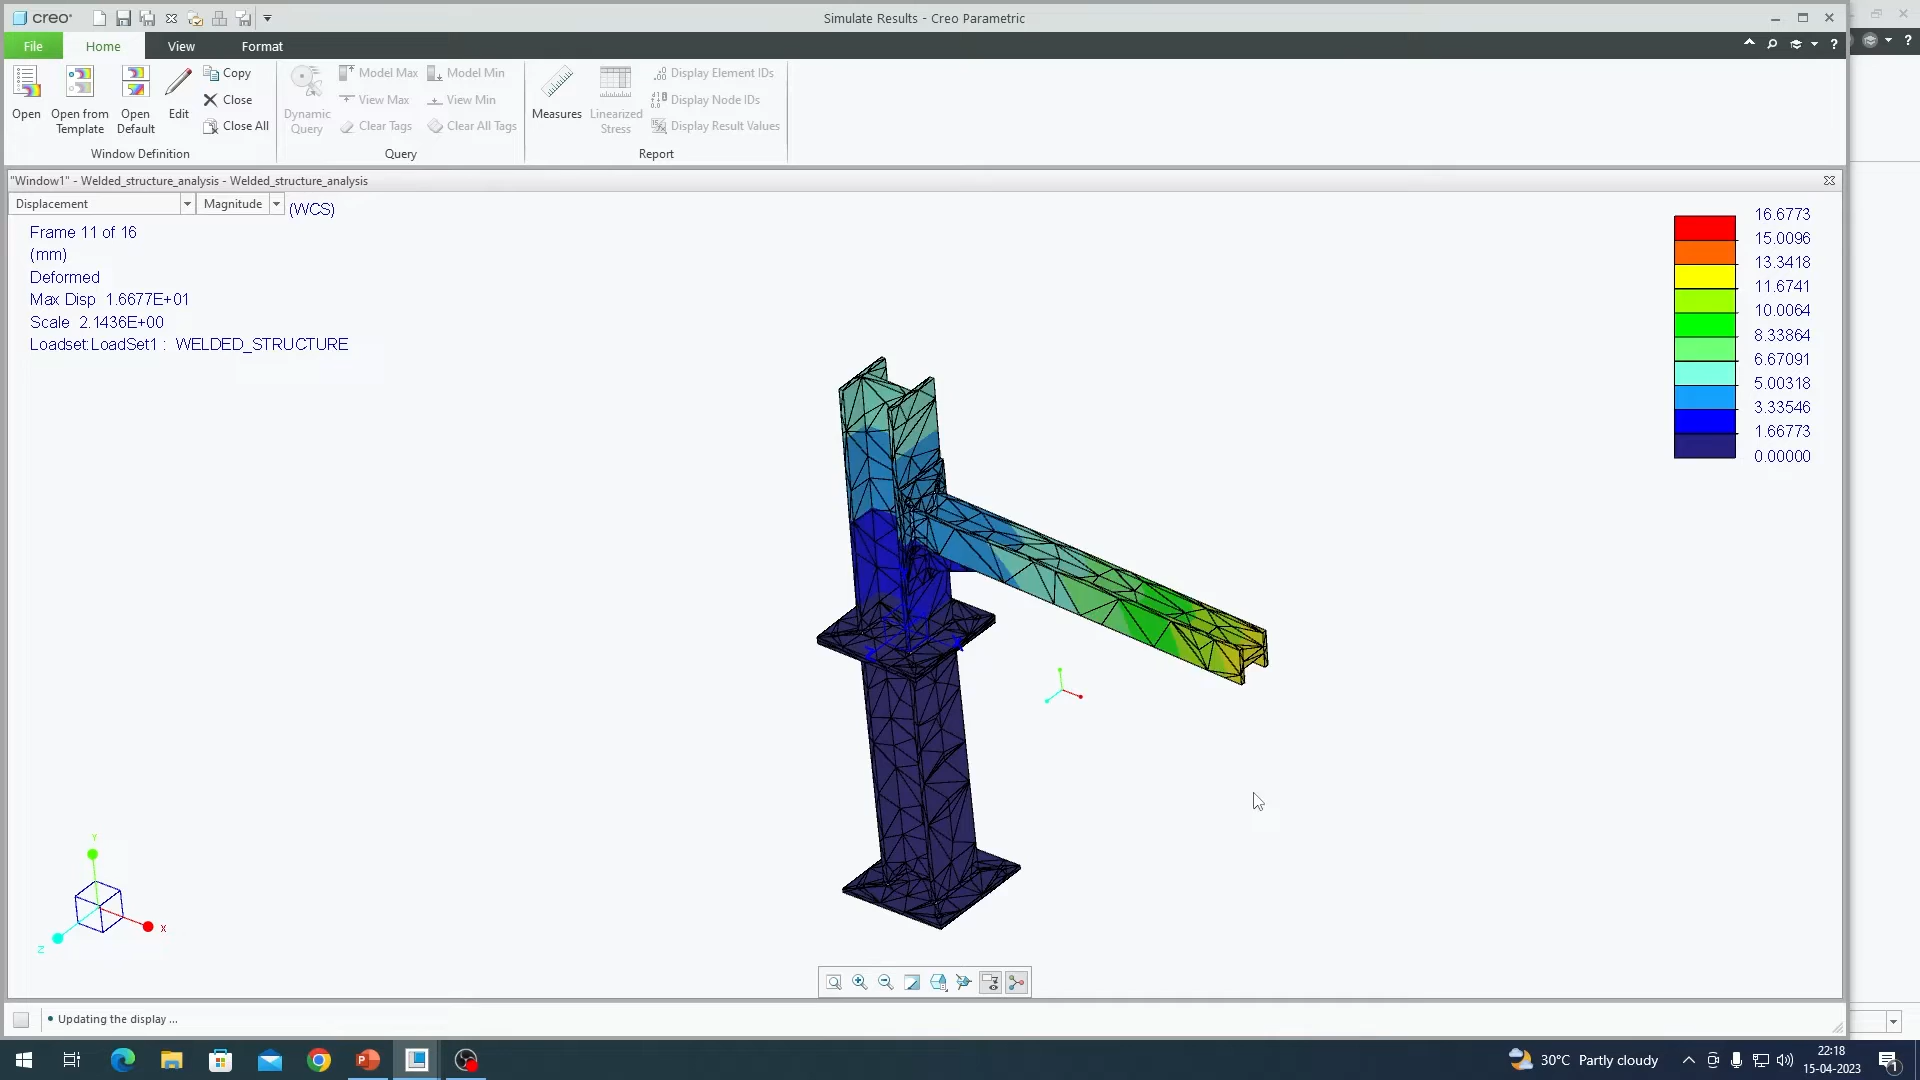 creo
Simulate Results - Creo Parametric
File
Home
View
Format
Open
Open from Template
Open Default
Edit
Copy
Close
Close All
Window Definition
Dynamic Query
Model Max
Model Min
View Max
View Min
Clear Tags
Clear All Tags
Query
Measures
Linearized Stress
Display Element IDs
Display Node IDs
Display Result Values
Report
"Window1" - Welded_structure_analysis - Welded_structure_analysis
Displacement
Magnitude
(WCS)
Frame 11 of 16
(mm)
Deformed
Max Disp 1.6677E+01
Scale 2.1436E+00
Loadset:LoadSet1 : WELDED_STRUCTURE
16.6773
15.0096
13.3418
11.6741
10.0064
8.33864
6.67091
5.00318
3.33546
1.66773
0.00000
Z
X
Y
X
Z
Updating the display ...
30°C Partly cloudy
22:18
15-04-2023
1